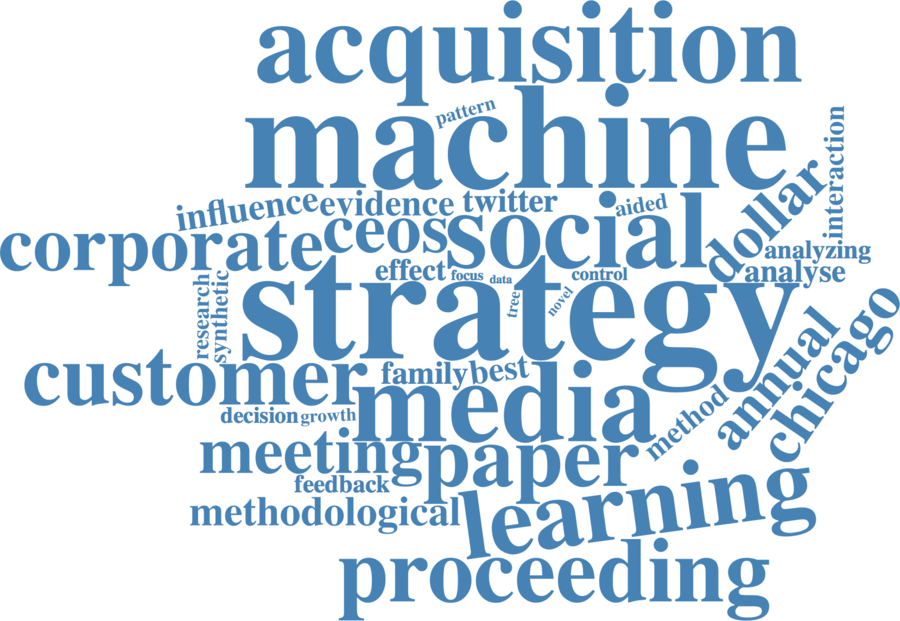 acquisition
machine
pattern
interaction
influence
evidence
twitter
aided
dollar
corporate
ceos
social
analyzing
analyse
effect
focus
data
control
research
synthetic
strategy
tree
novel
chicago
annual
customer
family
best
media
method
decision
growth
meeting
paper
feedback
learning
methodological
proceeding